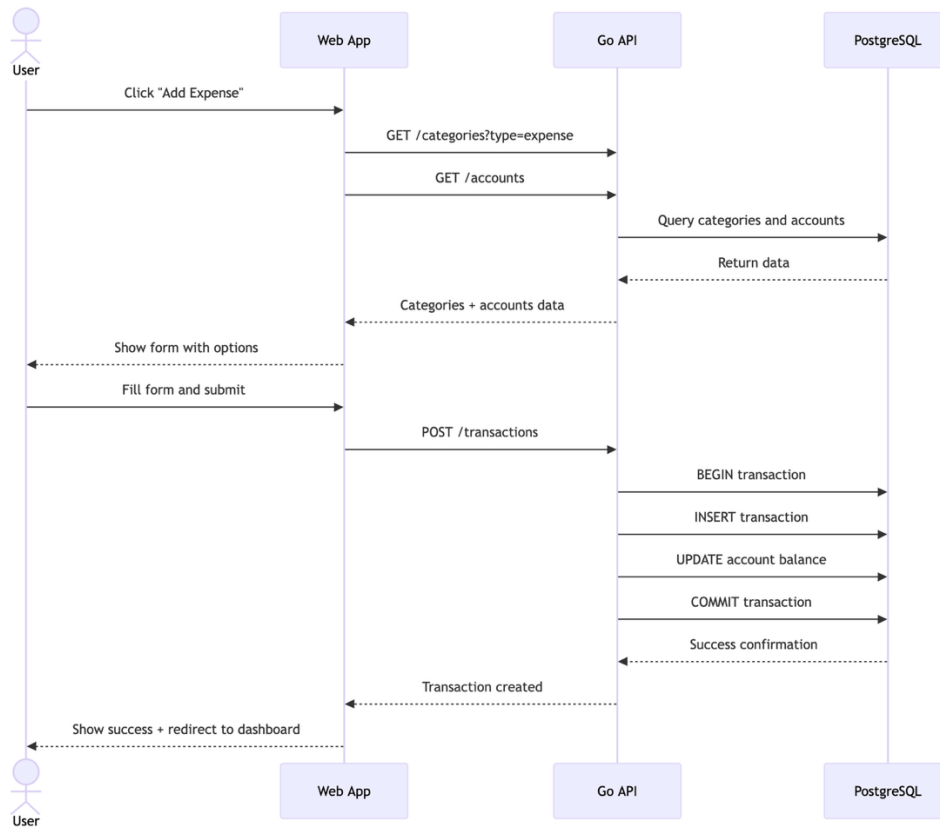 User
Web App
Go API
PostgreSQL
Click "Add Expense"
GET /categories?type=expense
GET /accounts
Query categories and accounts
Return data
Categories + accounts data
Show form with options
Fill form and submit
POST /transactions
BEGIN transaction
INSERT transaction
UPDATE account balance
COMMIT transaction
Success confirmation
Transaction created
Show success + redirect to dashboard
User
Web App
Go API
PostgreSQL